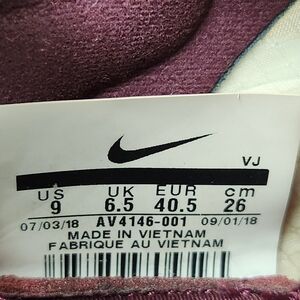 VJ
US UK EUR cm
9 6.5 40.5 26
07/03/18 AV4146-001 09/01/18
MADE IN VIETNAM
FABRIQUE AU VIETNAM